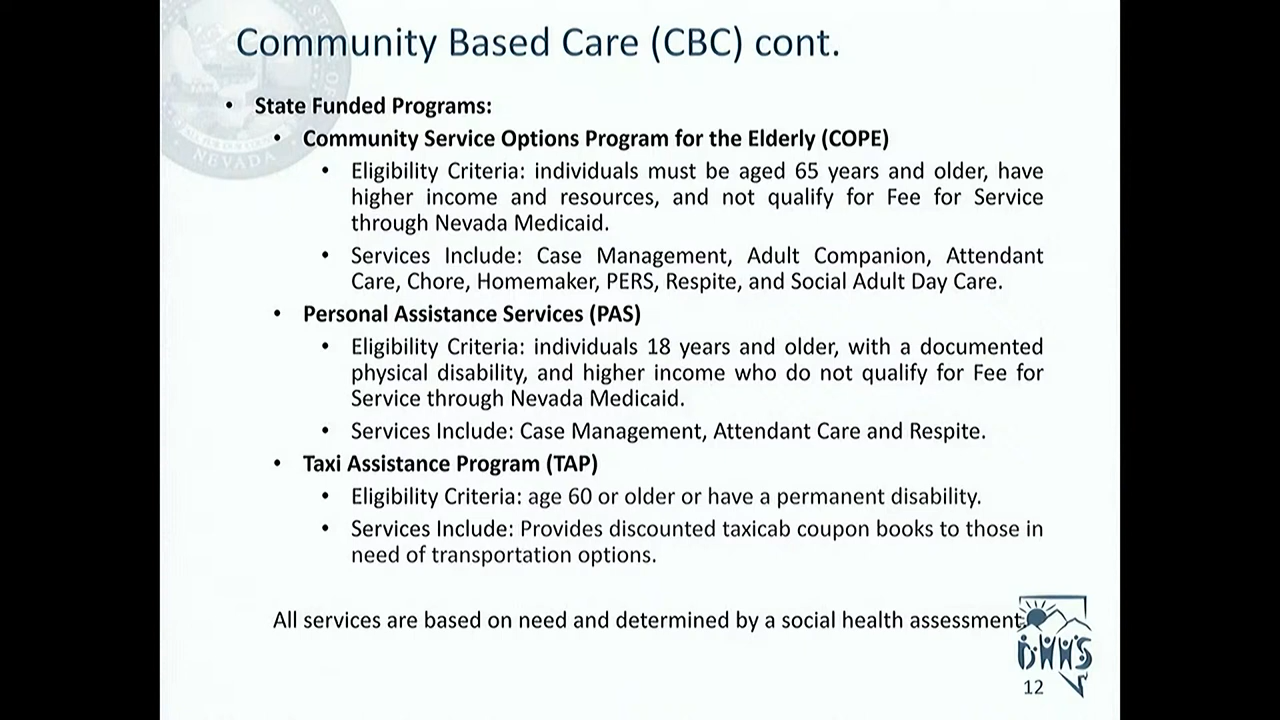 Community Based Care (CBC) cont.
• State Funded Programs:
• Community Service Options Program for the Elderly (COPE)
• Eligibility Criteria: individuals must be aged 65 years and older, have
higher income and resources, and not qualify for Fee for Service
through Nevada Medicaid.
• Services Include: Case Management, Adult Companion, Attendant
Care, Chore, Homemaker, PERS, Respite, and Social Adult Day Care.
• Personal Assistance Services (PAS)
• Eligibility Criteria: individuals 18 years and older, with a documented
physical disability, and higher income who do not qualify for Fee for
Service through Nevada Medicaid.
• Services Include: Case Management, Attendant Care and Respite.
• Taxi Assistance Program (TAP)
• Eligibility Criteria: age 60 or older or have a permanent disability.
• Services Include: Provides discounted taxicab coupon books to those in
need of transportation options.
All services are based on need and determined by a social health assessment.
DHHS
12
NEVADA